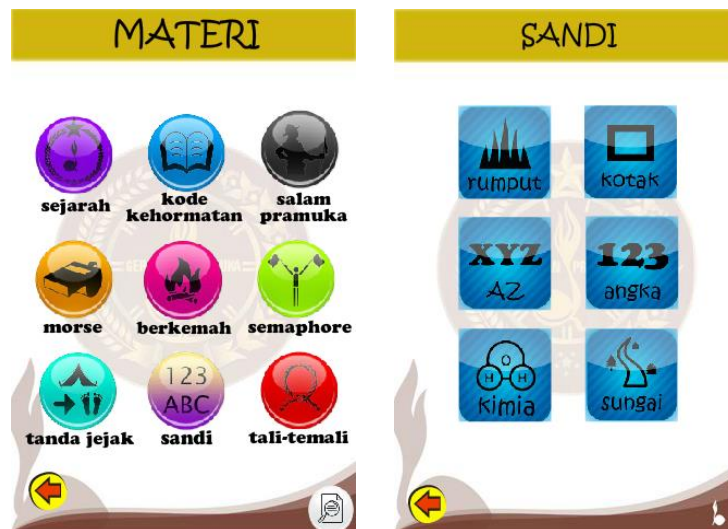 MATERI
sejarah
kode
kehormatan
salam
pramuka
morse
berkemah
semaphore
tanda jejak
123
ABC
sandi
tali-temali
SANDI
rumput
kotak
XYZ
AZ
123
angka
O
H H
kimia
sungai